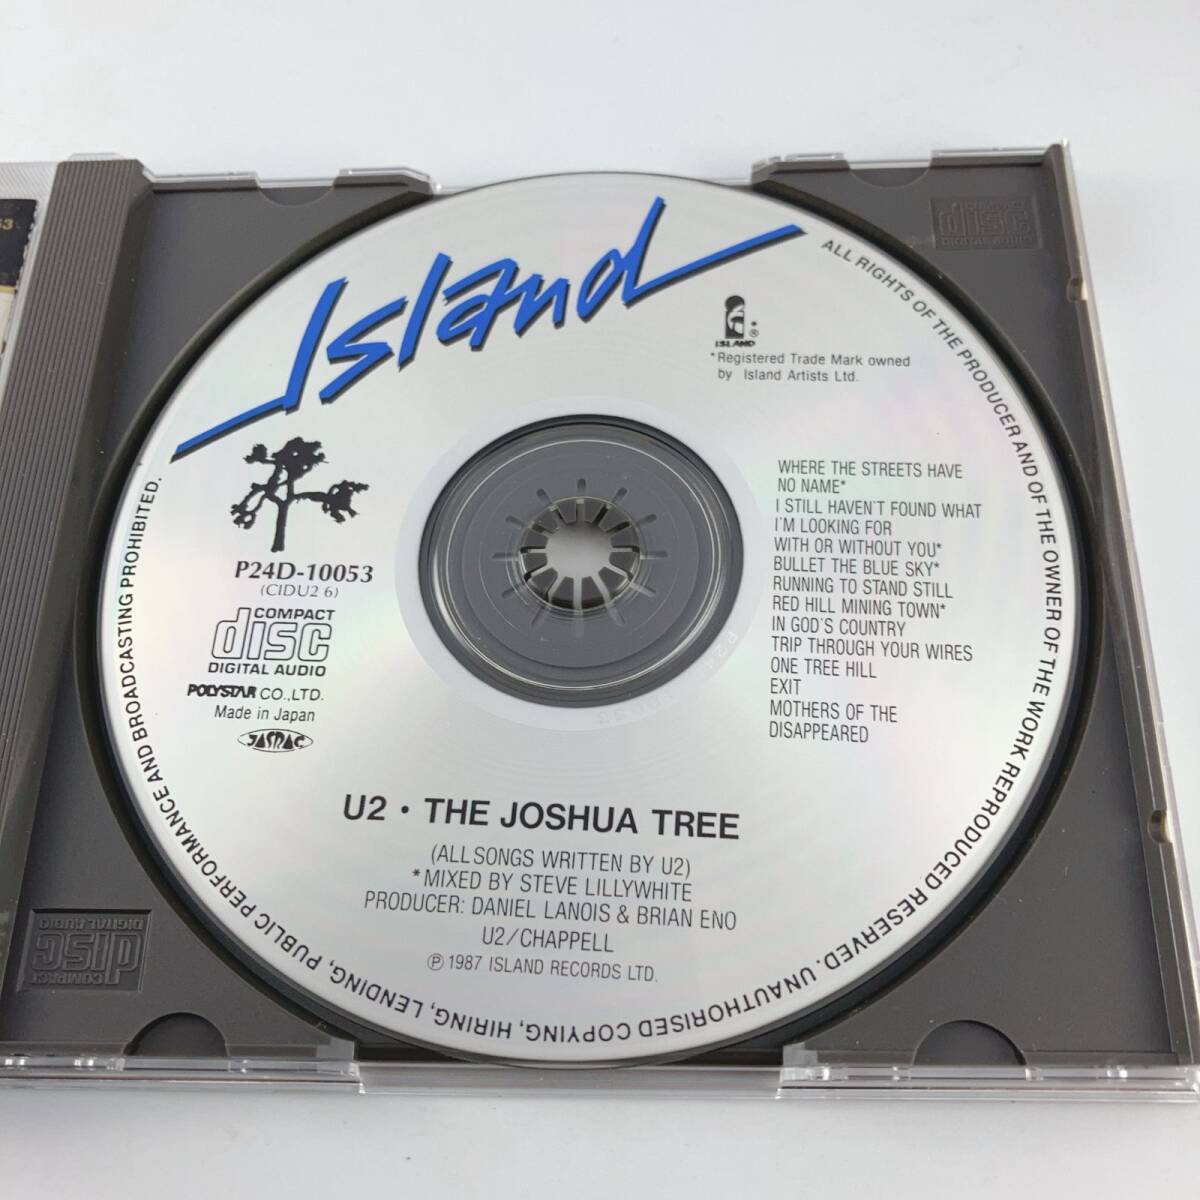 Island
ISLAND ®
*Registered Trade Mark owned
by Island Artists Ltd.
ALL RIGHTS OF THE PRODUCER AND OF THE OWNER OF THE WORK REPRODUCED RESERVED. UNAUTHORISED COPYING, HIRING, LENDING, PUBLIC PERFORMANCE AND BROADCASTING PROHIBITED.
P24D-10053
(CIDU2 6)
COMPACT
disc
DIGITAL AUDIO
POLYSTAR CO.,LTD.
Made in Japan
JASRAC
WHERE THE STREETS HAVE
NO NAME*
I STILL HAVEN'T FOUND WHAT
I'M LOOKING FOR
WITH OR WITHOUT YOU*
BULLET THE BLUE SKY*
RUNNING TO STAND STILL
RED HILL MINING TOWN*
IN GOD'S COUNTRY
TRIP THROUGH YOUR WIRES
ONE TREE HILL
EXIT
MOTHERS OF THE
DISAPPEARED
U2 • THE JOSHUA TREE
(ALL SONGS WRITTEN BY U2)
*MIXED BY STEVE LILLYWHITE
PRODUCER: DANIEL LANOIS & BRIAN ENO
U2/CHAPPELL
℗ 1987 ISLAND RECORDS LTD.
COMPACT
disc
DIGITAL AUDIO
COMPACT
disc
DIGITAL AUDIO